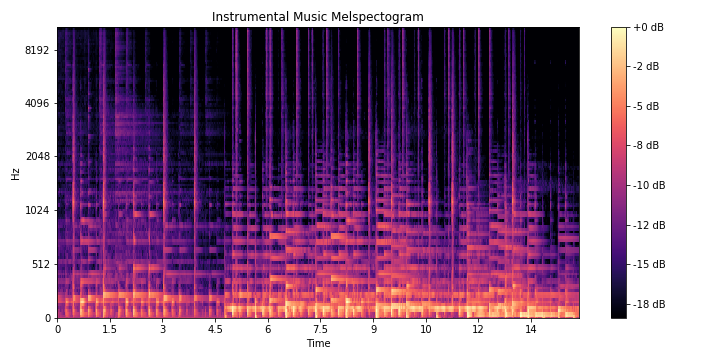 Instrumental Music Melspectogram
Hz
8192
4096
2048
1024
512
0
0 1.5 3 4.5 6 7.5 9 10 12 14
Time
+0 dB
-2 dB
-5 dB
-8 dB
-10 dB
-12 dB
-15 dB
-18 dB